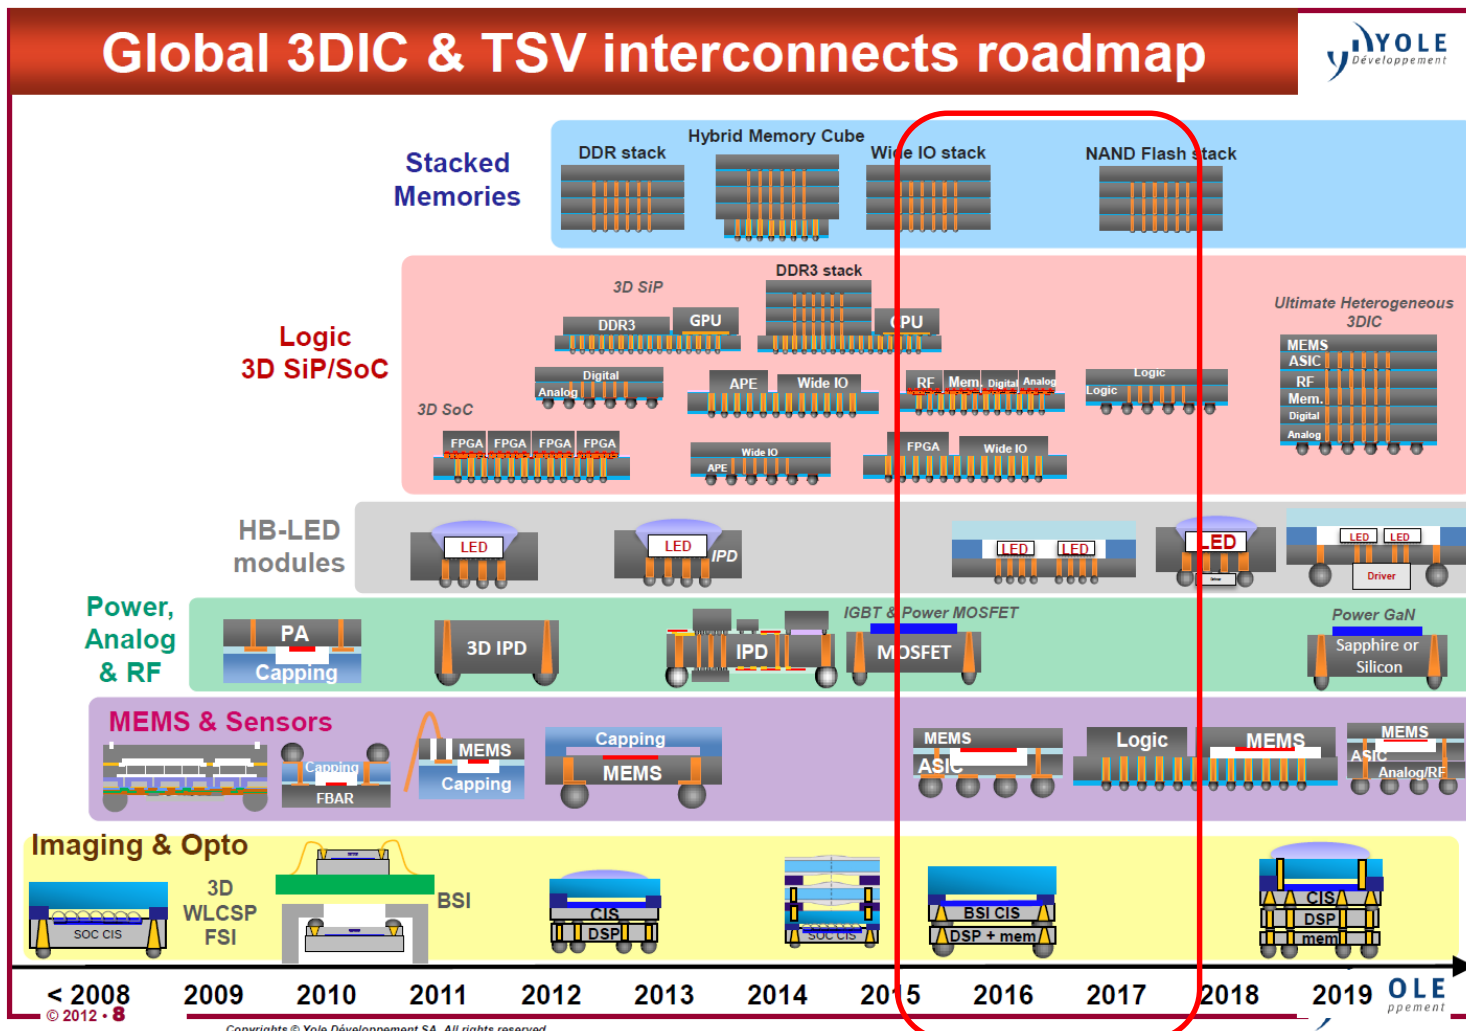 Global 3DIC & TSV interconnects roadmap
YOLE
Développement
Stacked
Memories
DDR stack
Hybrid Memory Cube
Wide IO stack
NAND Flash stack
Logic
3D SiP/SoC
3D SiP
DDR3
GPU
DDR3 stack
CPU
Ultimate Heterogeneous
3DIC
MEMS
ASIC
RF
Mem.
Digital
Analog
Digital
Analog
APE
Wide IO
RF
Mem.
Digital
Analog
Logic
Logic
3D SoC
FPGA
FPGA
FPGA
FPGA
Wide IO
APE
FPGA
Wide IO
HB-LED
modules
LED
LED
IPD
LED
LED
LED
Driver
LED
LED
Driver
Power,
Analog
& RF
PA
Capping
3D IPD
IPD
IGBT & Power MOSFET
MOSFET
Power GaN
Sapphire or
Silicon
MEMS & Sensors
Capping
FBAR
MEMS
Capping
Capping
MEMS
MEMS
ASIC
Logic
MEMS
MEMS
ASIC
Analog/RF
Imaging & Opto
SOC CIS
3D
WLCSP
FSI
BSI
CIS
DSP
SOC CIS
BSI CIS
DSP + mem
CIS
DSP
mem
< 2008
2009
2010
2011
2012
2013
2014
2015
2016
2017
2018
2019
OLE
ppement
© 2012 • 8
Copyrights © Yole Développement SA. All rights reserved